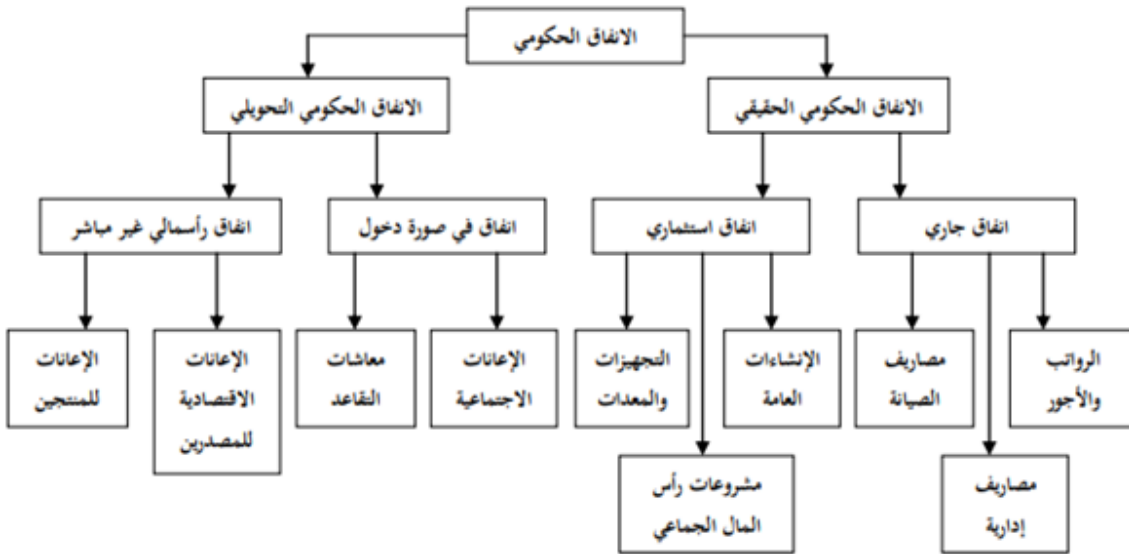 الانفاق الحكومي
الانفاق الحكومي الحقيقي
الانفاق الحكومي التحويلي
انفاق جاري
انفاق استثماري
انفاق في صورة دخول
انفاق رأسمالي غير مباشر
الرواتب
والأجور
مصاريف
الصيانة
الإنشاءات
العامة
التجهيزات
والمعدات
الإعانات
الاجتماعية
معاشات
التقاعد
الإعانات
الاقتصادية
للمصدرين
الإعانات
للمنتجين
مصاريف
إدارية
مشروعات رأس
المال الجماعي